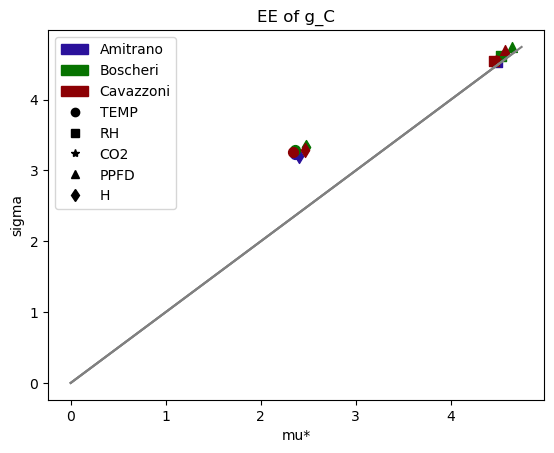 EE of g_C
Amitrano
Boscheri
Cavazzoni
TEMP
RH
CO2
PPFD
H
sigma
4
3
2
1
0
0
1
2
3
4
mu*